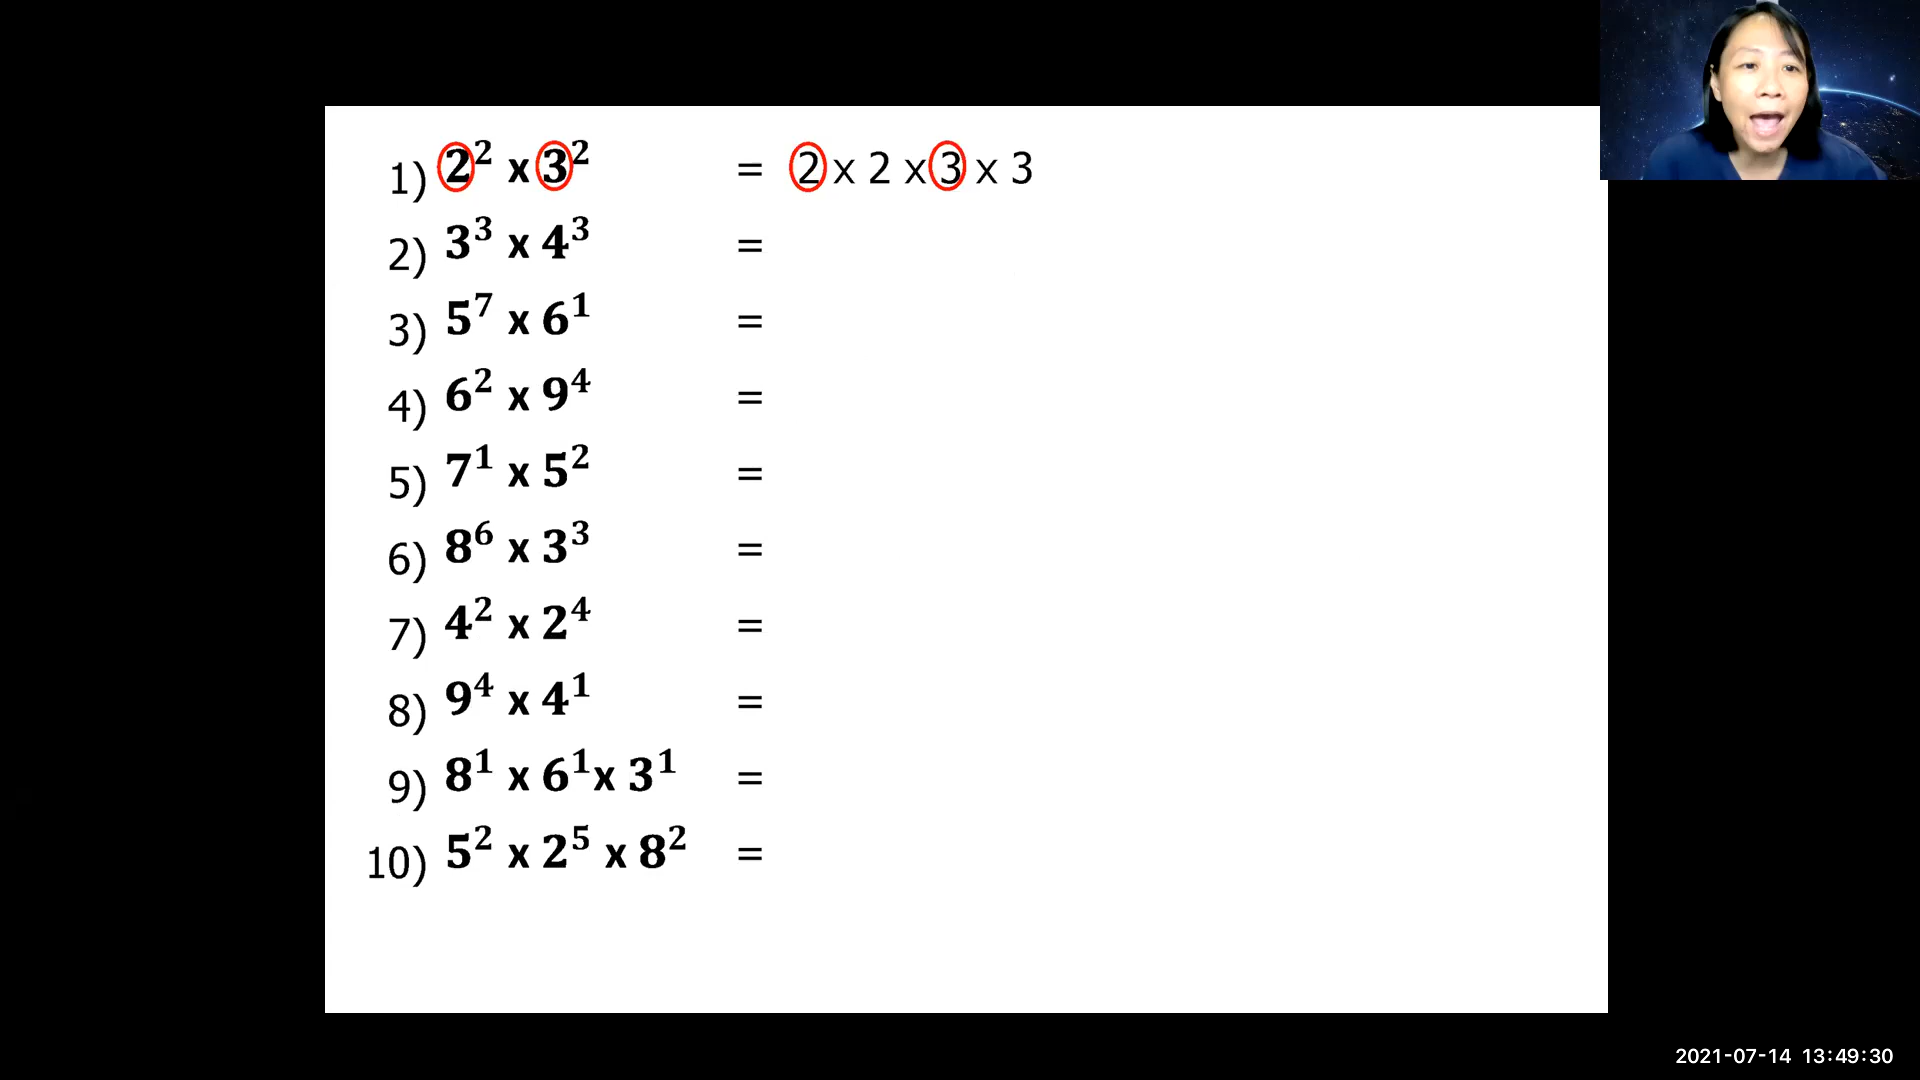 1) 2² x 3² = 2 x 2 x 3 x 3
2) 3³ x 4³ =
3) 5⁷ x 6¹ =
4) 6² x 9⁴ =
5) 7¹ x 5² =
6) 8⁶ x 3³ =
7) 4² x 2⁴ =
8) 9⁴ x 4¹ =
9) 8¹ x 6¹x 3¹ =
10) 5² x 2⁵ x 8² =
2021-07-14 13:49:30